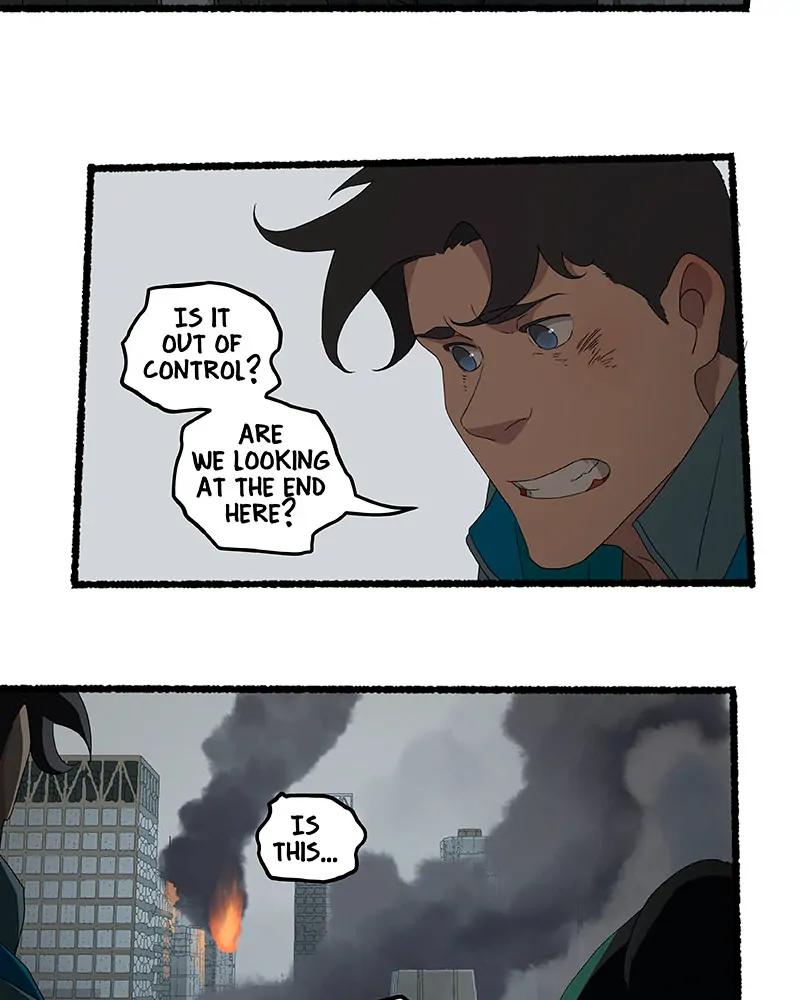 IS IT
OUT OF
CONTROL?
ARE
WE LOOKING
AT THE END
HERE?
IS
THIS...